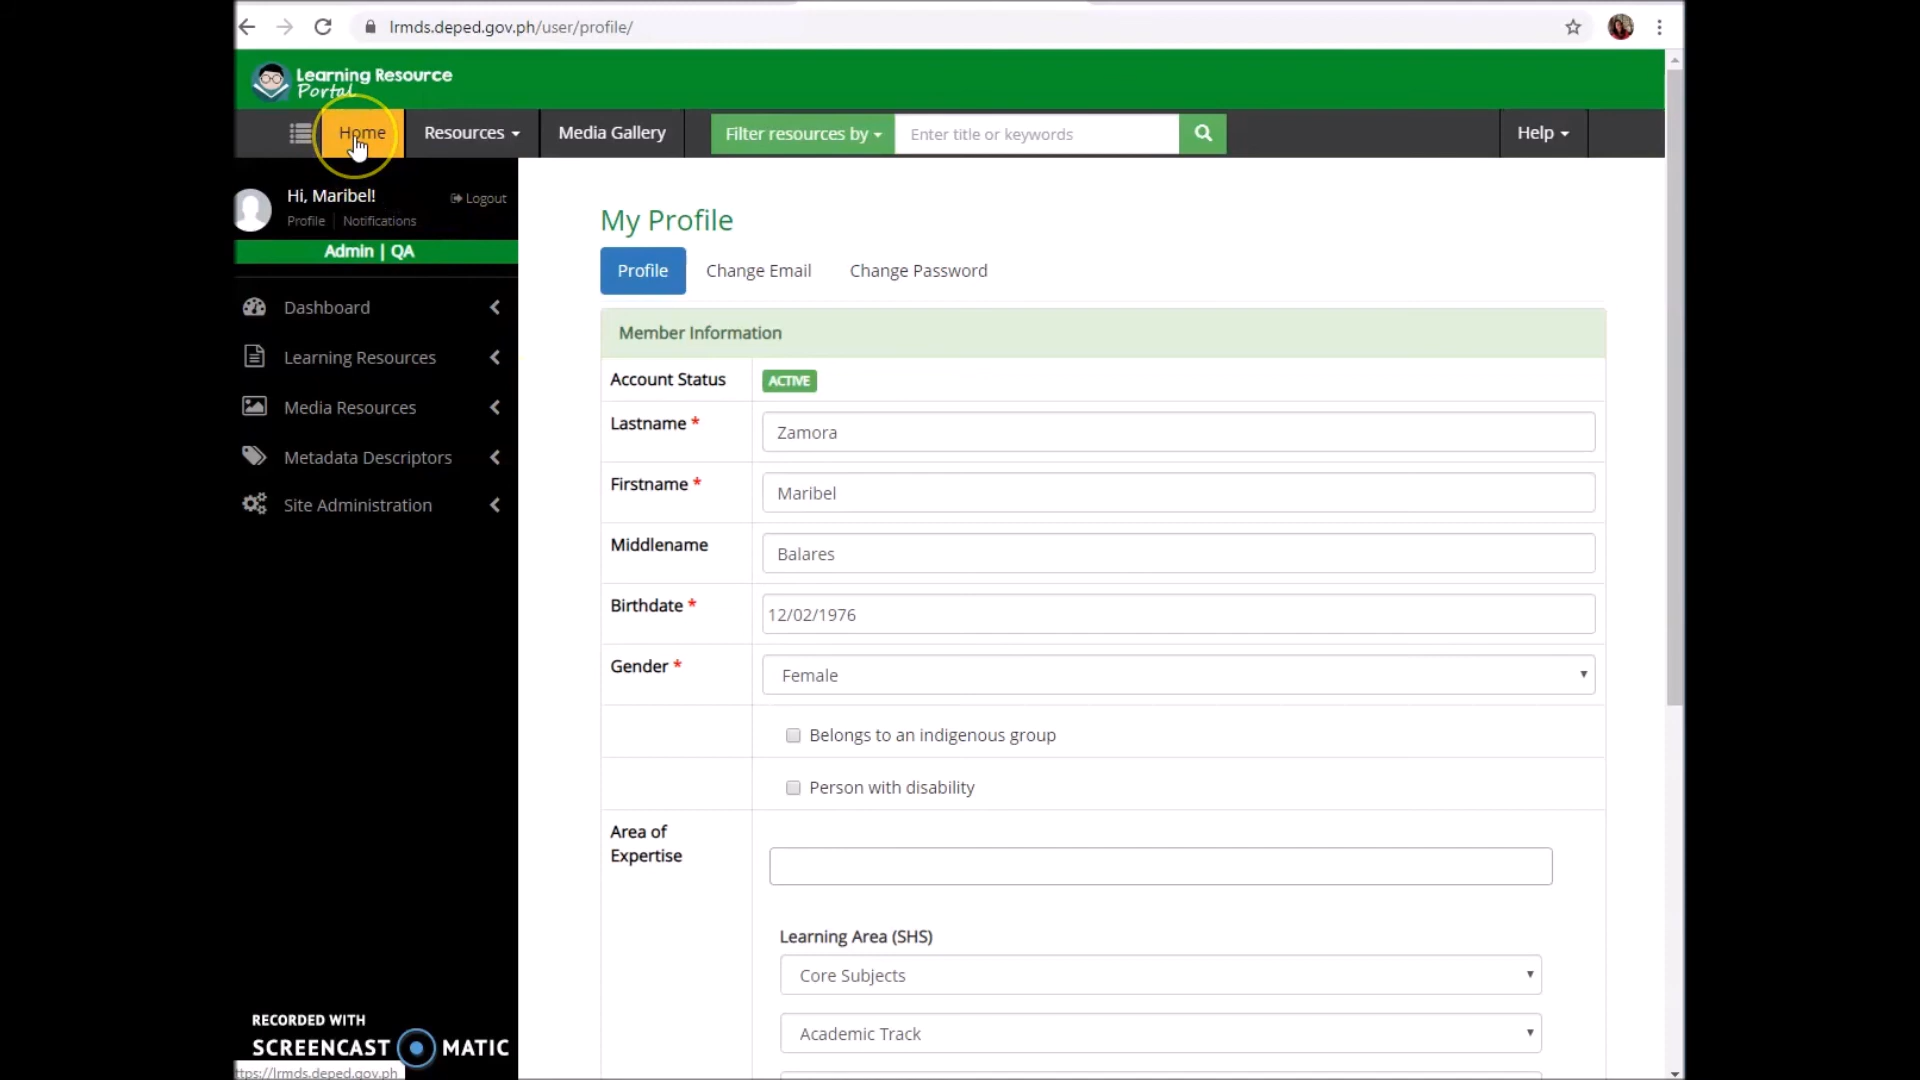 lrmds.deped.gov.ph/user/profile/
Learning Resource
Portal
Home
Resources
Media Gallery
Filter resources by
Enter title or keywords
Help
Hi, Maribel!
Logout
Profile | Notifications
Admin | QA
Dashboard
Learning Resources
Media Resources
Metadata Descriptors
Site Administration
My Profile
Profile
Change Email
Change Password
Member Information
Account Status
ACTIVE
Lastname *
Zamora
Firstname *
Maribel
Middlename
Balares
Birthdate *
12/02/1976
Gender *
Female
Belongs to an indigenous group
Person with disability
Area of
Expertise
Learning Area (SHS)
Core Subjects
Academic Track
RECORDED WITH
SCREENCAST MATIC
ttps://lrmds.deped.gov.ph